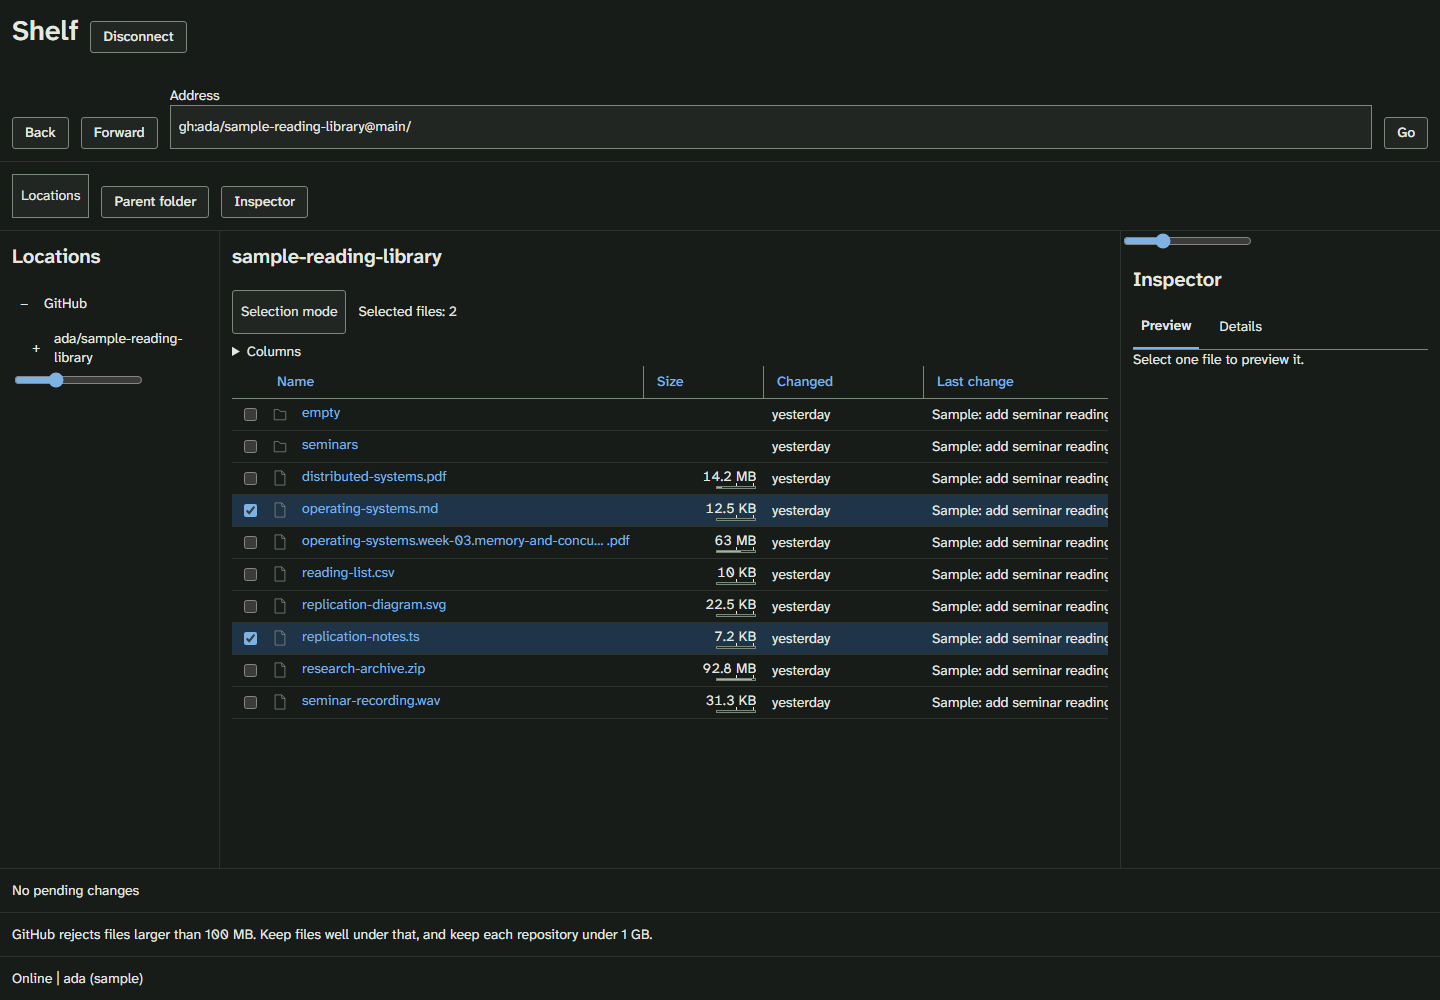 Shelf
Disconnect
Address
Back
Forward
gh:ada/sample-reading-library@main/
Go
Locations
Parent folder
Inspector
Locations
− GitHub
+ ada/sample-reading-
library
sample-reading-library
Selection mode
Selected files: 2
Columns
Name Size Changed Last change
empty yesterday Sample: add seminar reading
seminars yesterday Sample: add seminar reading
distributed-systems.pdf 14.2 MB yesterday Sample: add seminar reading
operating-systems.md 12.5 KB yesterday Sample: add seminar reading
operating-systems.week-03.memory-and-concu... .pdf 63 MB yesterday Sample: add seminar reading
reading-list.csv 10 KB yesterday Sample: add seminar reading
replication-diagram.svg 22.5 KB yesterday Sample: add seminar reading
replication-notes.ts 7.2 KB yesterday Sample: add seminar reading
research-archive.zip 92.8 MB yesterday Sample: add seminar reading
seminar-recording.wav 31.3 KB yesterday Sample: add seminar reading
Inspector
Preview Details
Select one file to preview it.
No pending changes
GitHub rejects files larger than 100 MB. Keep files well under that, and keep each repository under 1 GB.
Online | ada (sample)